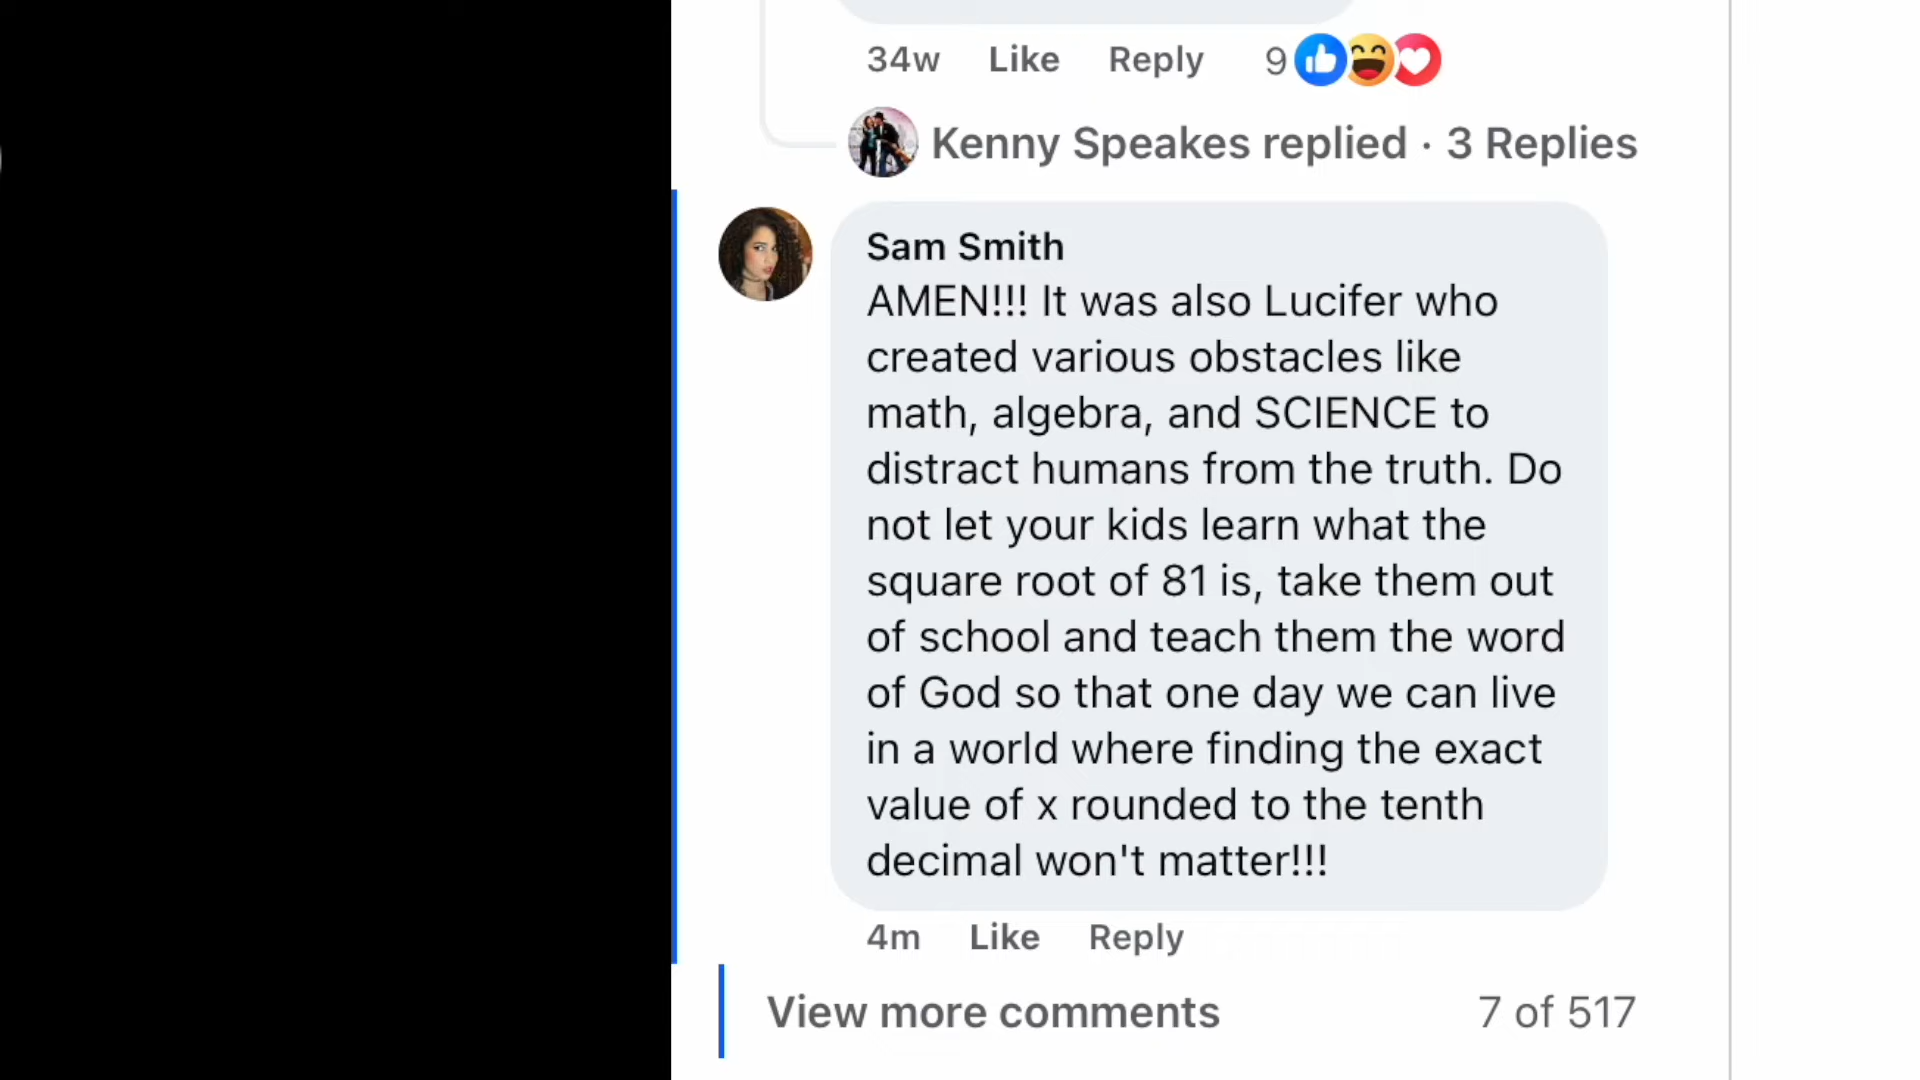 34w Like Reply 9
Kenny Speakes replied · 3 Replies
Sam Smith
AMEN!!! It was also Lucifer who
created various obstacles like
math, algebra, and SCIENCE to
distract humans from the truth. Do
not let your kids learn what the
square root of 81 is, take them out
of school and teach them the word
of God so that one day we can live
in a world where finding the exact
value of x rounded to the tenth
decimal won't matter!!!
4m Like Reply
View more comments 7 of 517